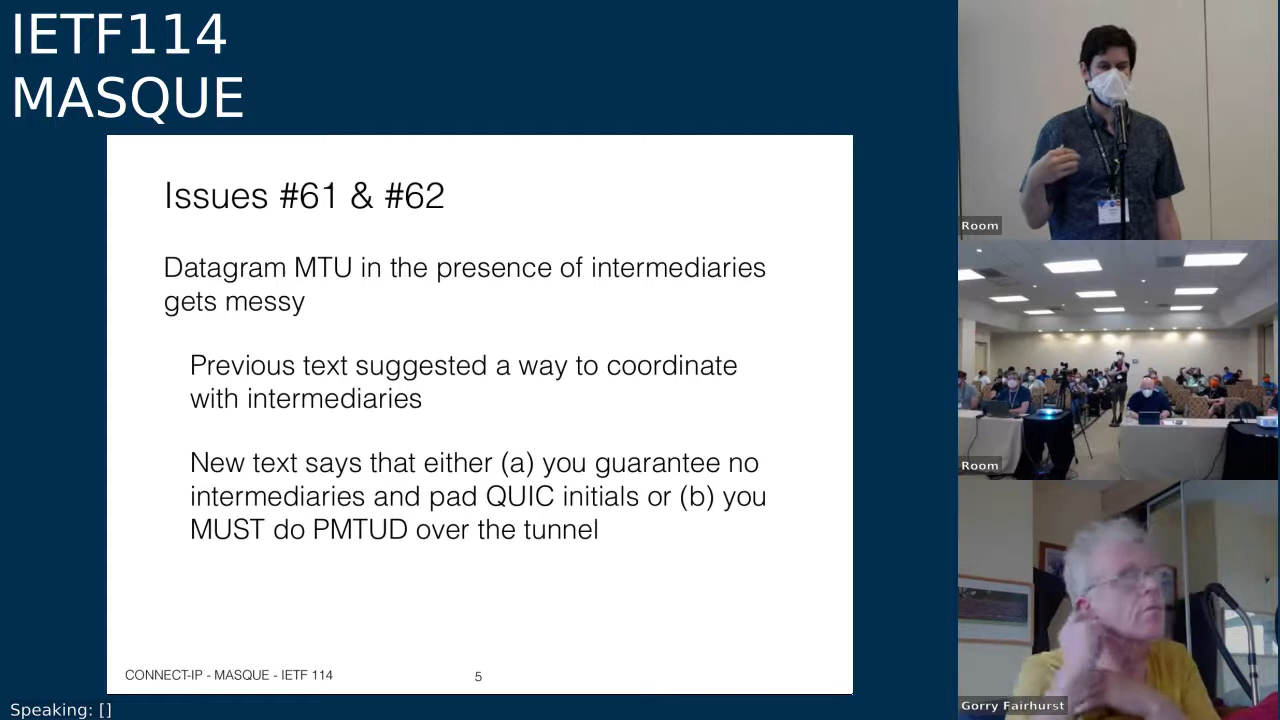 IETF114
MASQUE
Issues #61 & #62
Datagram MTU in the presence of intermediaries
gets messy
Previous text suggested a way to coordinate
with intermediaries
New text says that either (a) you guarantee no
intermediaries and pad QUIC initials or (b) you
MUST do PMTUD over the tunnel
CONNECT-IP - MASQUE - IETF 114
5
Speaking: []
Room
Room
Gorry Fairhurst